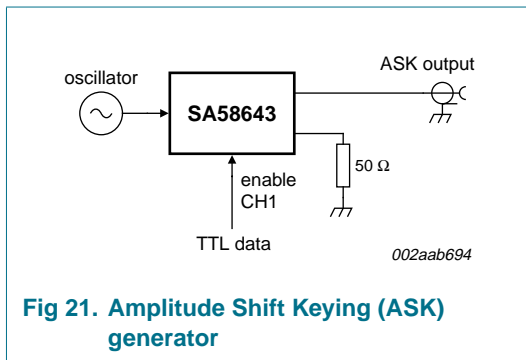 ASK output
oscillator
SA58643
50 Ω
enable
CH1
TTL data
002aab694
Fig 21. Amplitude Shift Keying (ASK)
generator